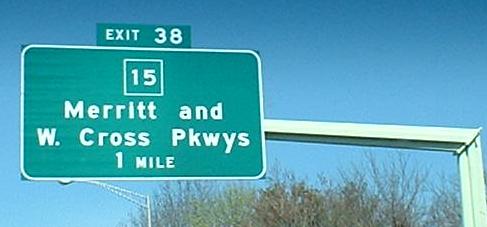 EXIT 38
15
Merritt and
W. Cross Pkwys
1 MILE